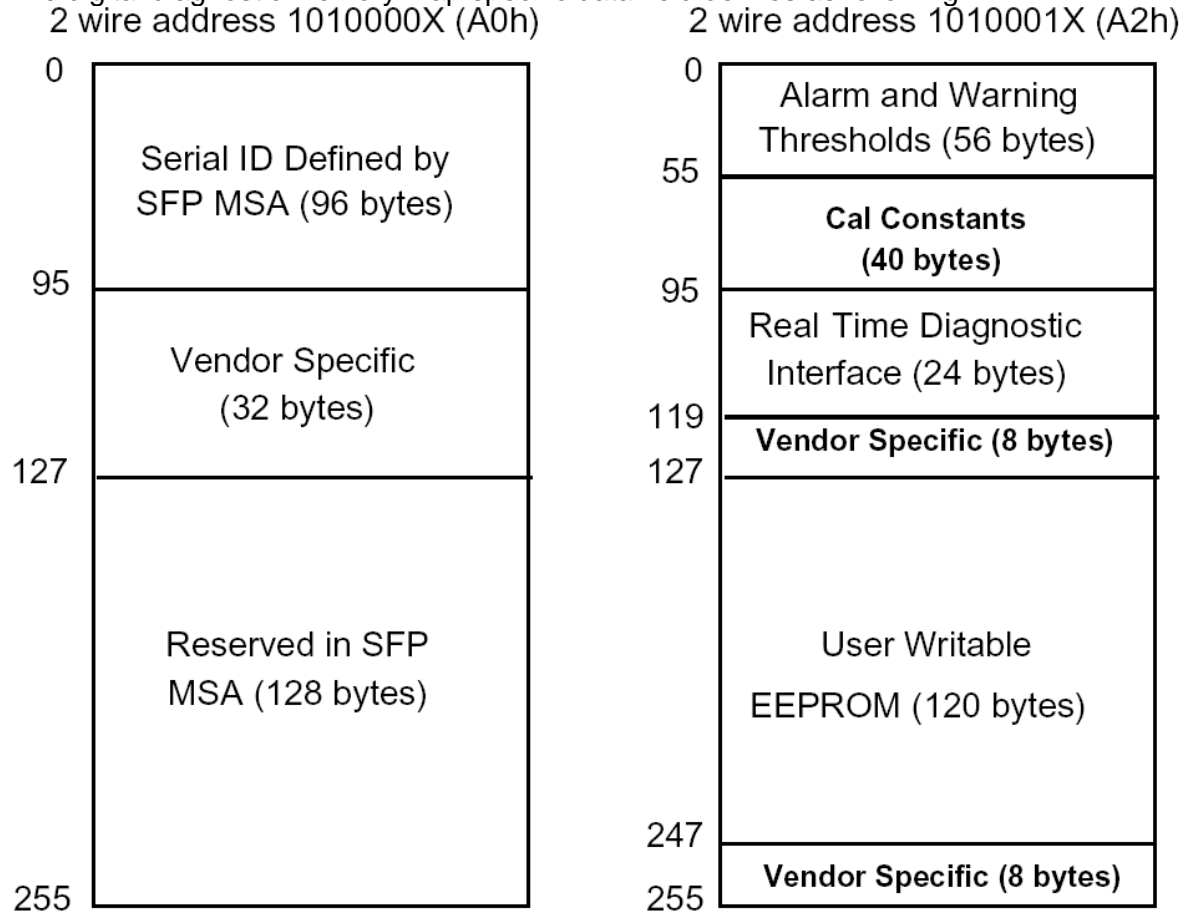 2 wire address 1010000X (A0h)
0
Serial ID Defined by
SFP MSA (96 bytes)
95
Vendor Specific
(32 bytes)
127
Reserved in SFP
MSA (128 bytes)
255
2 wire address 1010001X (A2h)
0
Alarm and Warning
Thresholds (56 bytes)
55
Cal Constants
(40 bytes)
95
Real Time Diagnostic
Interface (24 bytes)
119
Vendor Specific (8 bytes)
127
User Writable
EEPROM (120 bytes)
247
Vendor Specific (8 bytes)
255